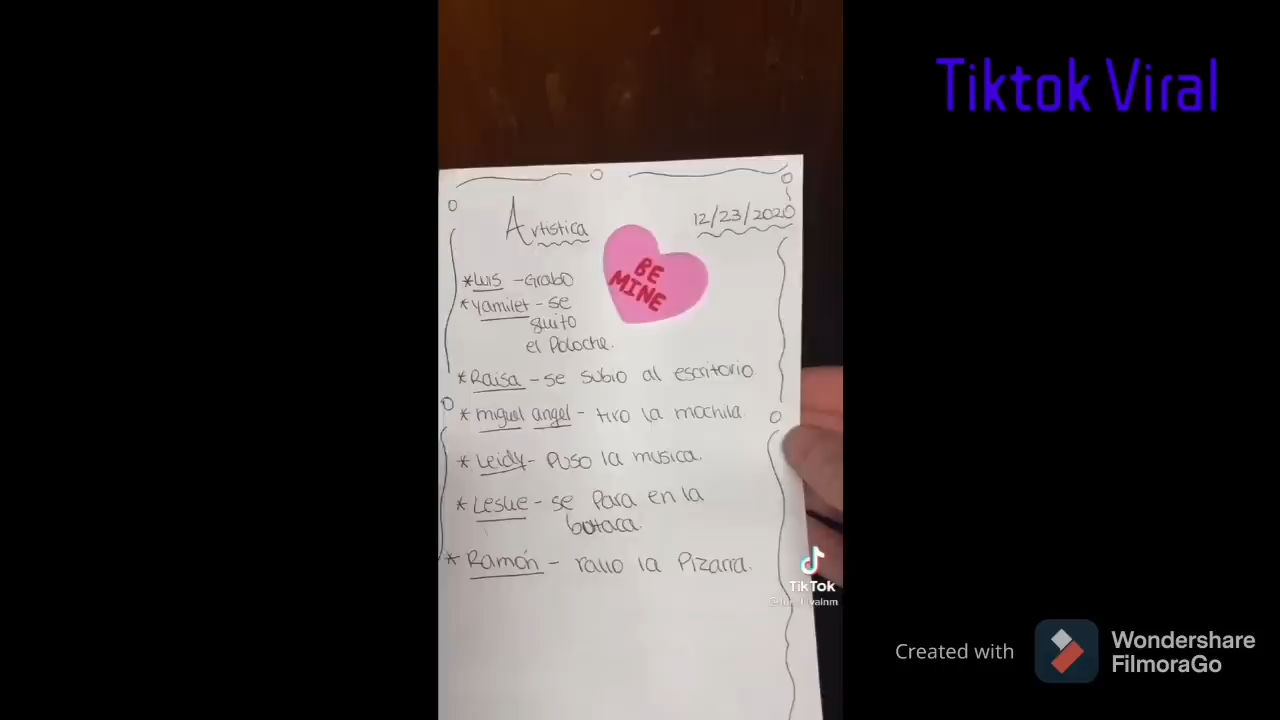 Tiktok Viral
Artistica
12/23/2020
BE
MINE
*Luis - Grabo
*Yamilet - se
quito
el Poloche.
*Raisa - se subio al escritorio
*miguel angel - tiro la mochila.
*Leidy - Puso la musica.
*Leslie - se Para en la
butaca.
*Ramón - rallo la Pizarra.
TikTok
Created with
Wondershare
FilmoraGo